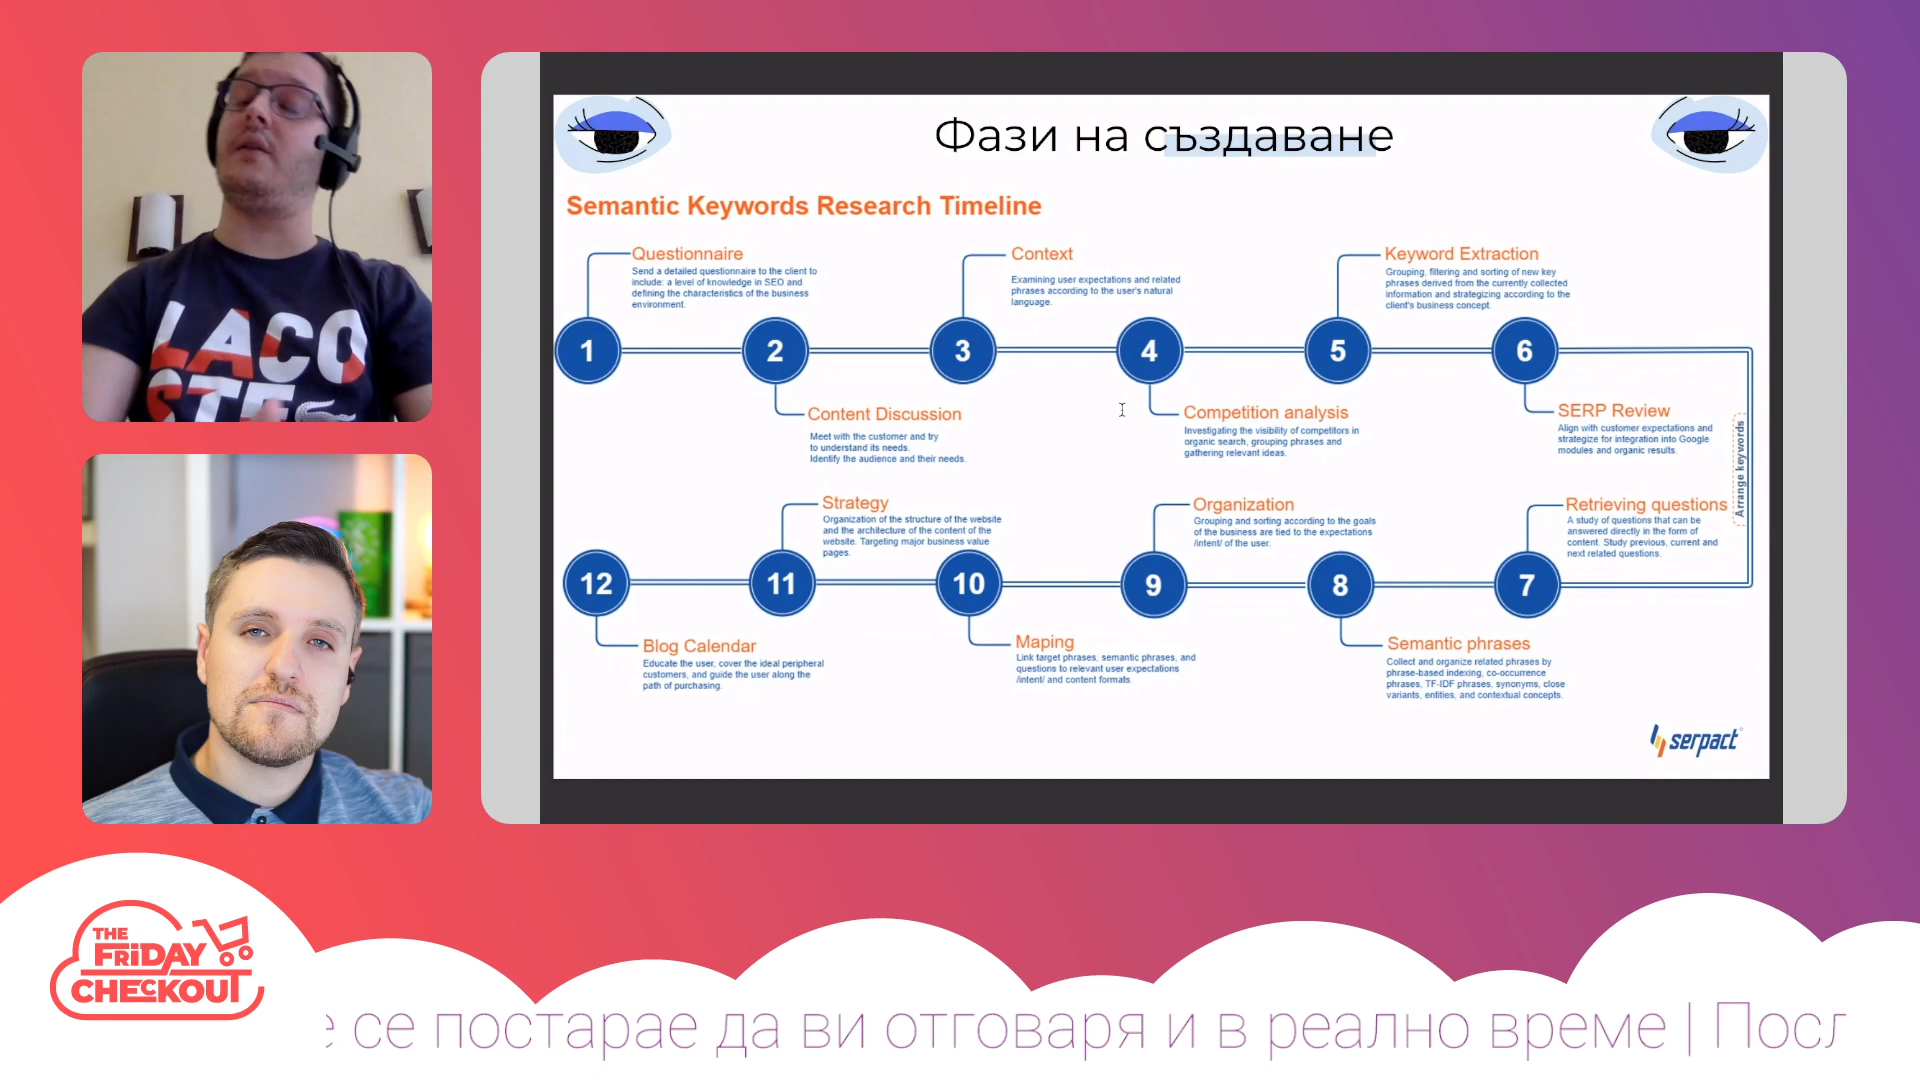 Фази на създаване
Semantic Keywords Research Timeline
Questionnaire
Send a detailed questionnaire to the client to
include: a level of knowledge in SEO and
defining the characteristics of the business
environment.
Context
Examining user expectations and related
phrases according to the user's natural
language.
Keyword Extraction
Grouping, filtering and sorting of new key
phrases derived from the currently collected
information and strategizing according to the
client's business concept.
1
2
3
4
5
6
Content Discussion
Meet with the customer and try
to understand its needs.
Identify the audience and their needs.
Competition analysis
Investigating the visibility of competitors in
organic search, grouping phrases and
gathering relevant ideas.
SERP Review
Align with customer expectations and
strategize for integration into Google
modules and organic results.
Arrange keywords
Strategy
Organization of the structure of the website
and the architecture of the content of the
website. Targeting major business value
pages.
Organization
Grouping and sorting according to the goals
of the business are tied to the expectations
/intent/ of the user.
Retrieving questions
A study of questions that can be
answered directly in the form of
content. Study previous, current and
next related questions.
12
11
10
9
8
7
Blog Calendar
Educate the user, cover the ideal peripheral
customers, and guide the user along the
path of purchasing.
Maping
Link target phrases, semantic phrases, and
questions to relevant user expectations
/intent/ and content formats.
Semantic phrases
Collect and organize related phrases by
phrase-based indexing, co-occurrence
phrases, TF-IDF phrases, synonyms, close
variants, entities, and contextual concepts.
serpact
LACO
STE
THE
FRiDAY
CHECKOUT
е се постарае да ви отговаря и в реално време | Посл